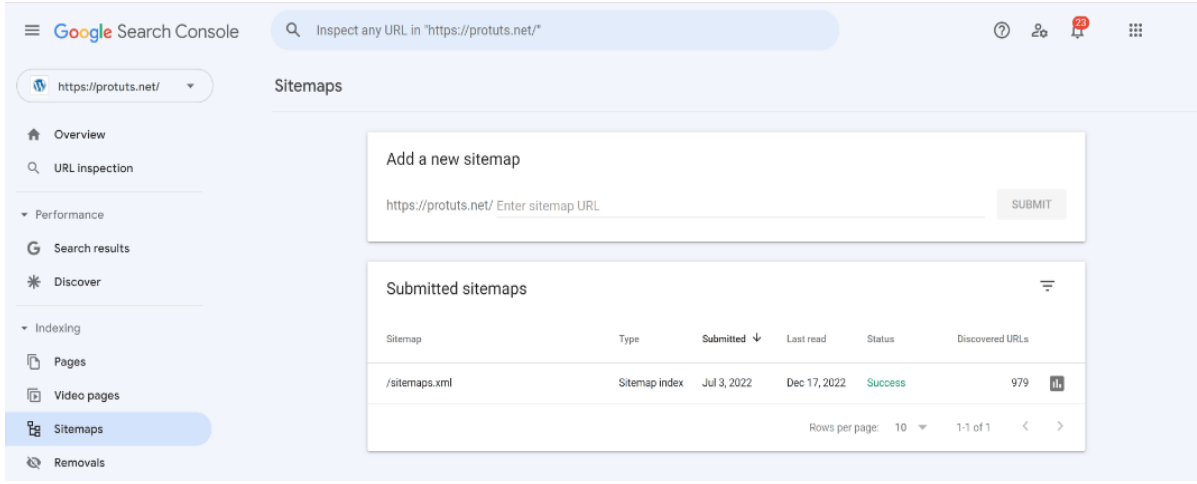 Google Search Console
Inspect any URL in "https://protuts.net/"
23
https://protuts.net/
Sitemaps
Overview
URL inspection
Performance
Search results
Discover
Indexing
Pages
Video pages
Sitemaps
Removals
Add a new sitemap
https://protuts.net/ Enter sitemap URL
SUBMIT
Submitted sitemaps
Sitemap Type Submitted Last read Status Discovered URLs
/sitemaps.xml Sitemap index Jul 3, 2022 Dec 17, 2022 Success 979
Rows per page: 10 1-1 of 1